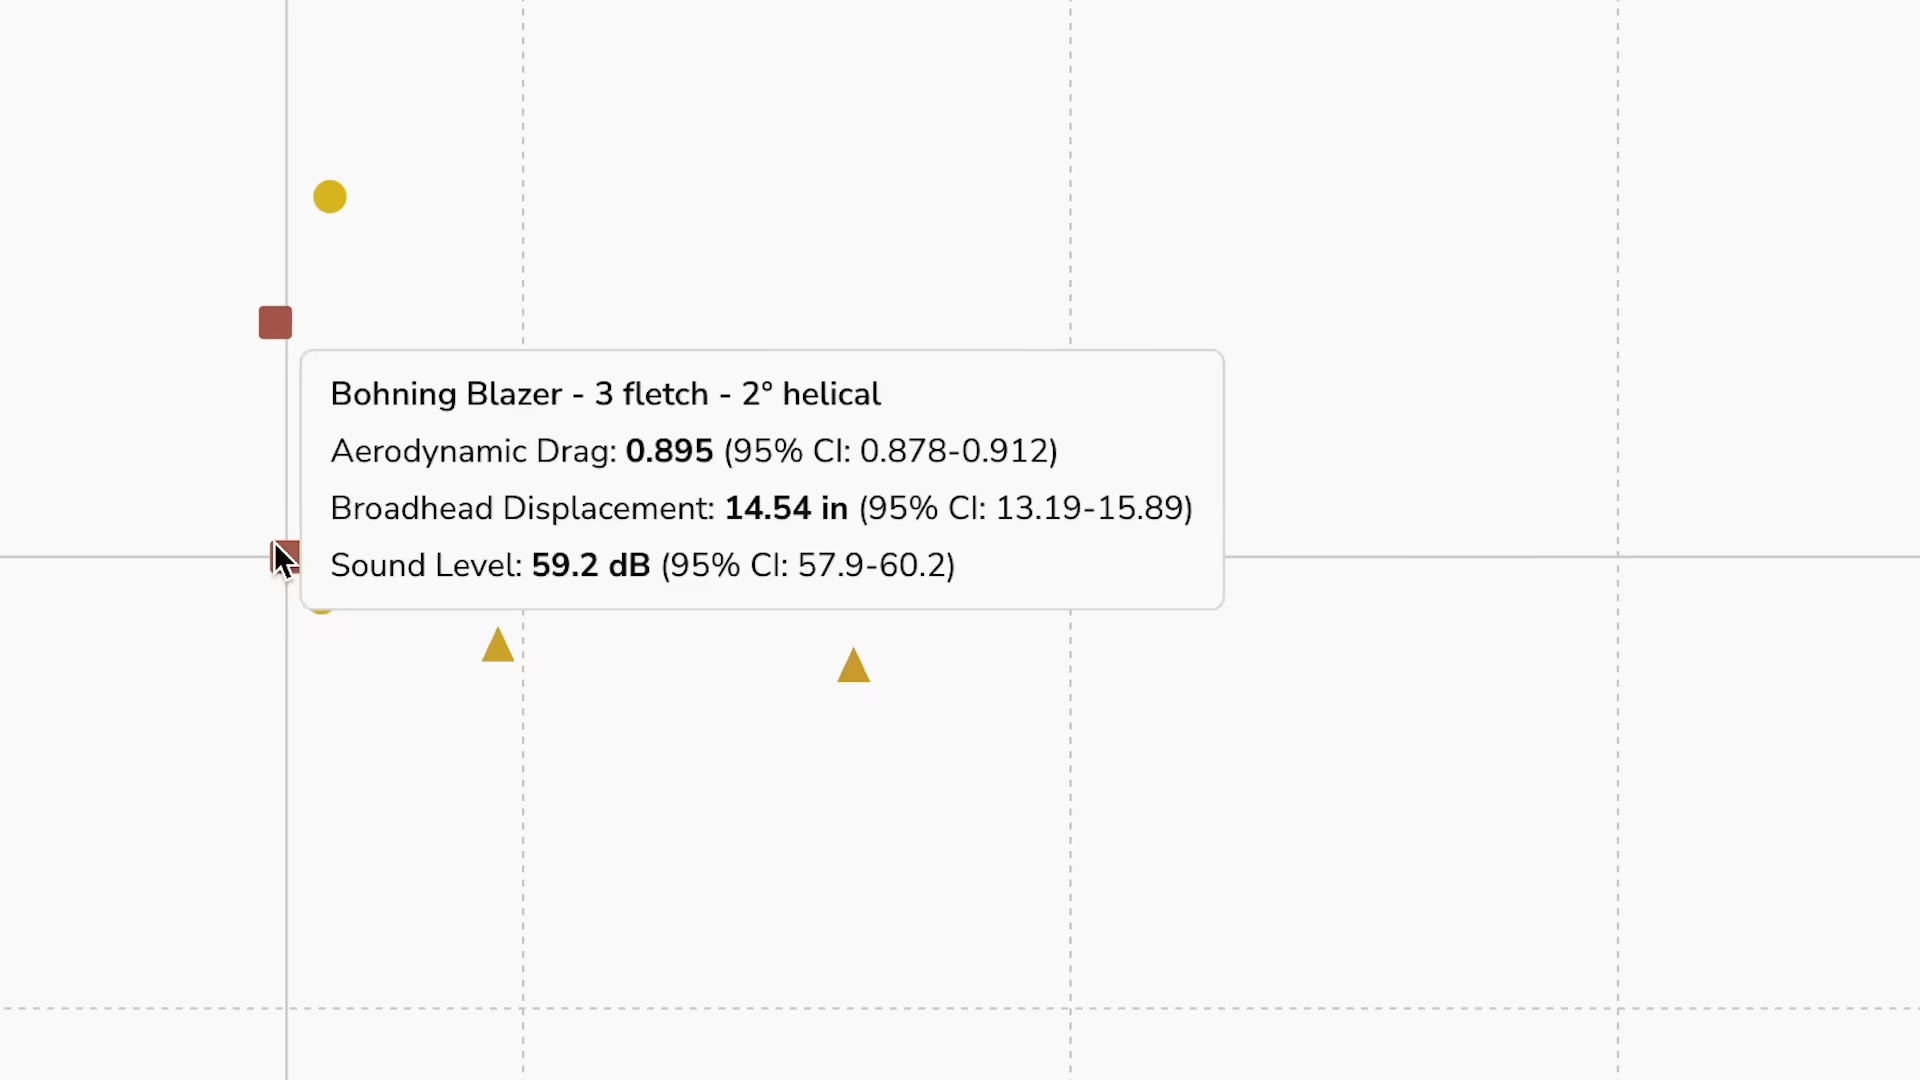 Bohning Blazer - 3 fletch - 2° helical
Aerodynamic Drag: 0.895 (95% CI: 0.878-0.912)
Broadhead Displacement: 14.54 in (95% CI: 13.19-15.89)
Sound Level: 59.2 dB (95% CI: 57.9-60.2)